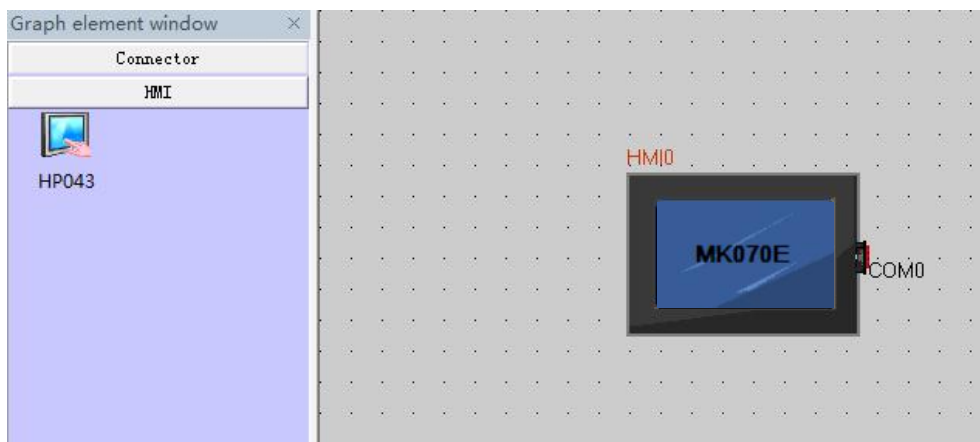 Graph element window
Connector
HMI
HP043
HMI0
MK070E
COM0